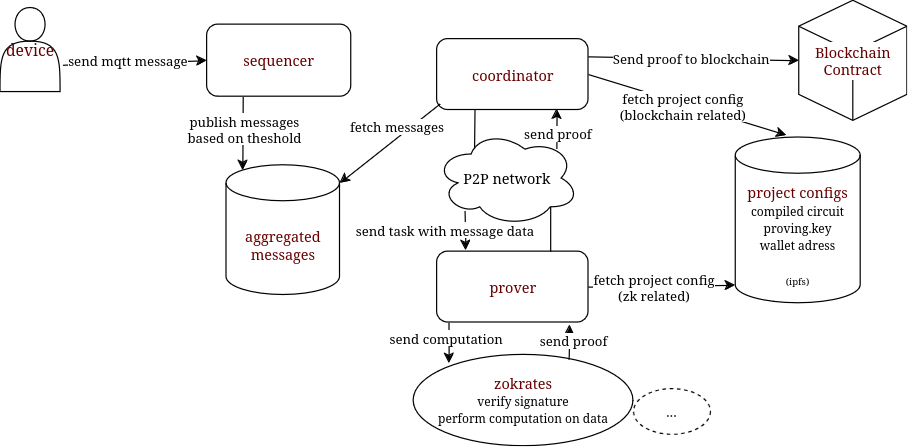 device
send mqtt message
sequencer
publish messages
based on theshold
aggregated
messages
fetch messages
coordinator
Send proof to blockchain
Blockchain
Contract
fetch project config
(blockchain related)
send proof
P2P network
send task with message data
project configs
compiled circuit
proving.key
wallet adress
(ipfs)
prover
fetch project config
(zk related)
send computation
send proof
zokrates
verify signature
perform computation on data
...